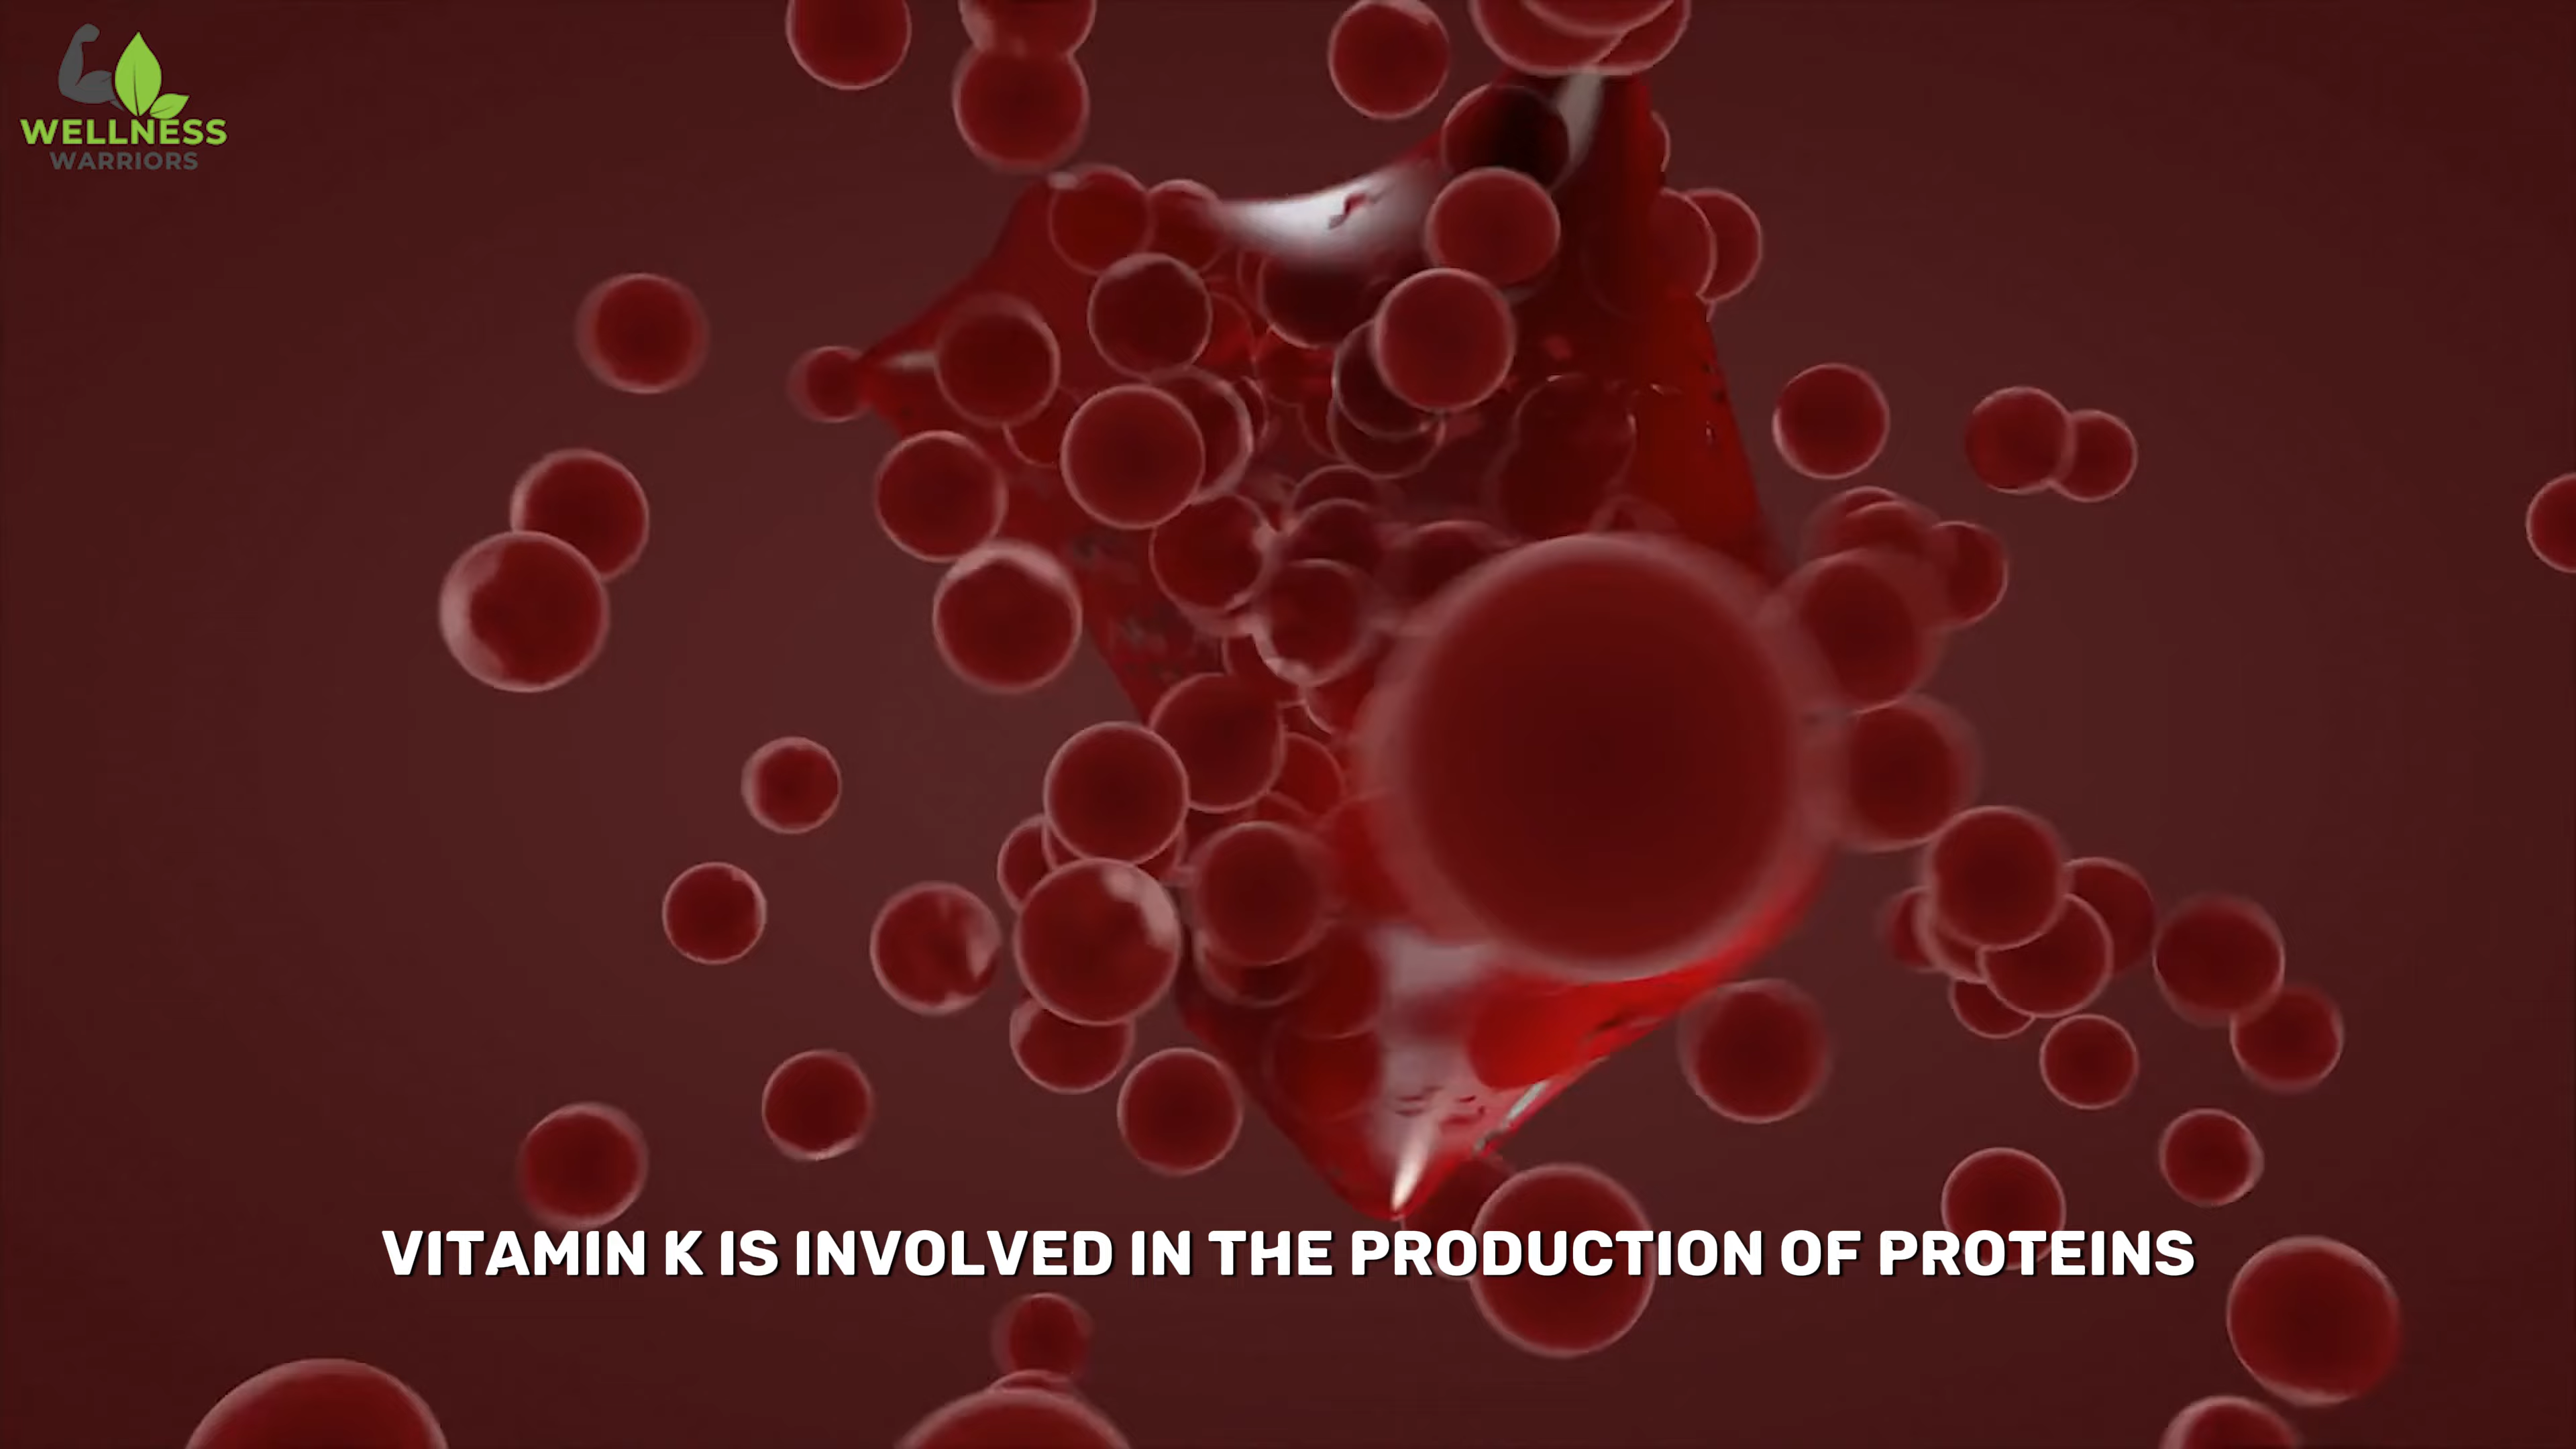 WELLNESS
WARRIORS
VITAMIN K IS INVOLVED IN THE PRODUCTION OF PROTEINS